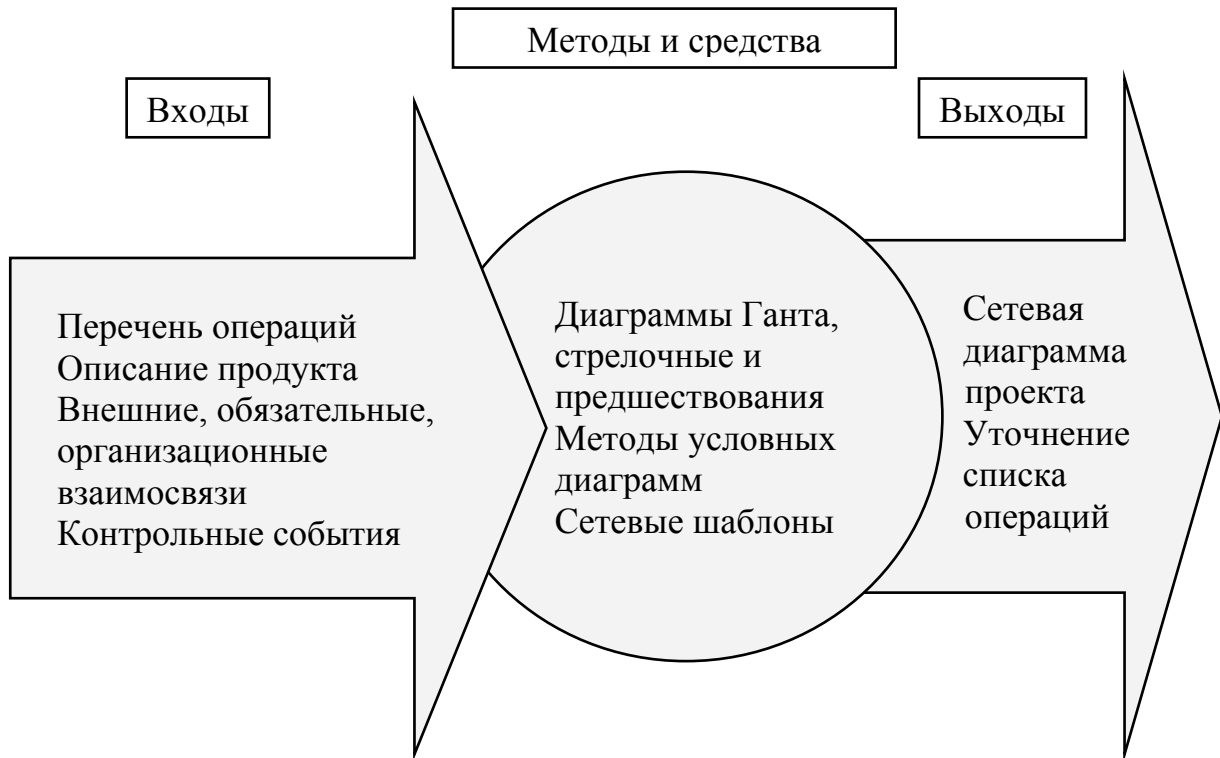 Методы и средства
Входы
Выходы
Перечень операций
Описание продукта
Внешние, обязательные,
организационные
взаимосвязи
Контрольные события
Диаграммы Ганта,
стрелочные и
предшествования
Методы условных
диаграмм
Сетевые шаблоны
Сетевая
диаграмма
проекта
Уточнение
списка
операций